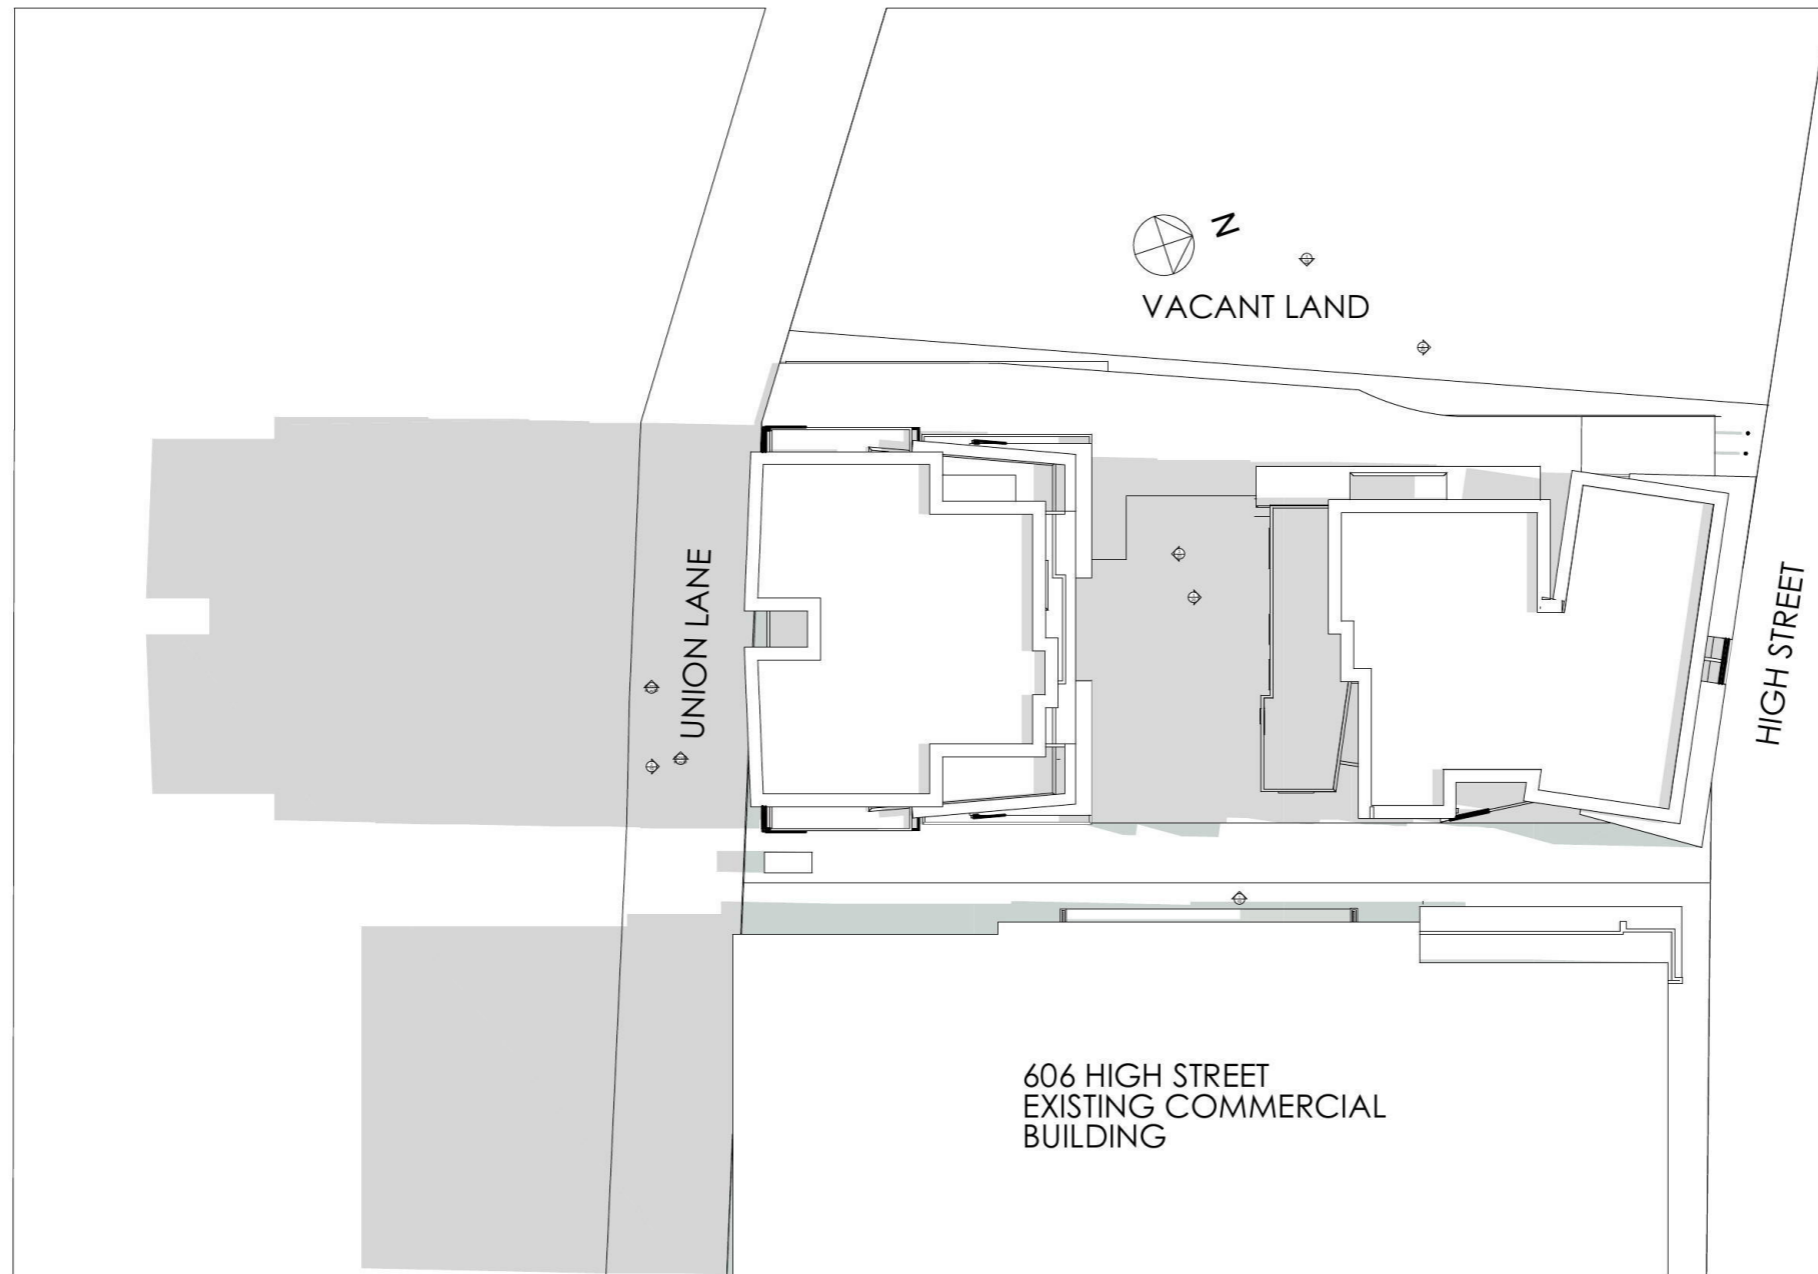 N
VACANT LAND
UNION LANE
HIGH STREET
606 HIGH STREET
EXISTING COMMERCIAL
BUILDING